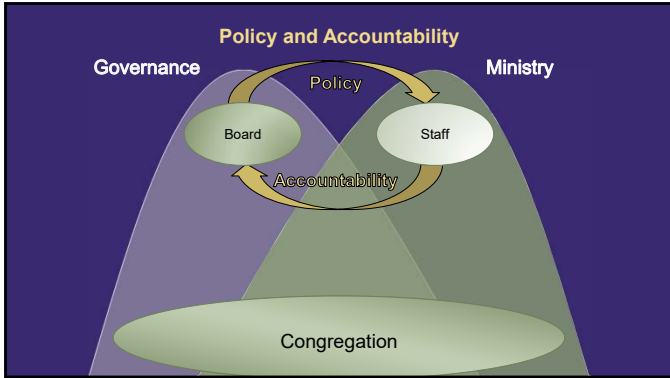 Policy and Accountability
Governance
Ministry
Policy
Board
Staff
Accountability
Congregation